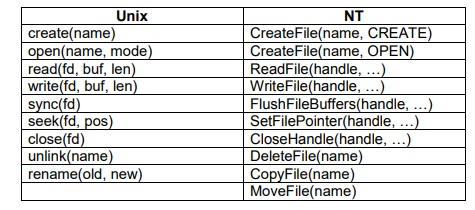 Unix NT
create(name) CreateFile(name, CREATE)
open(name, mode) CreateFile(name, OPEN)
read(fd, buf, len) ReadFile(handle, …)
write(fd, buf, len) WriteFile(handle, …)
sync(fd) FlushFileBuffers(handle, …)
seek(fd, pos) SetFilePointer(handle, …)
close(fd) CloseHandle(handle, …)
unlink(name) DeleteFile(name)
rename(old, new) CopyFile(name)
MoveFile(name)